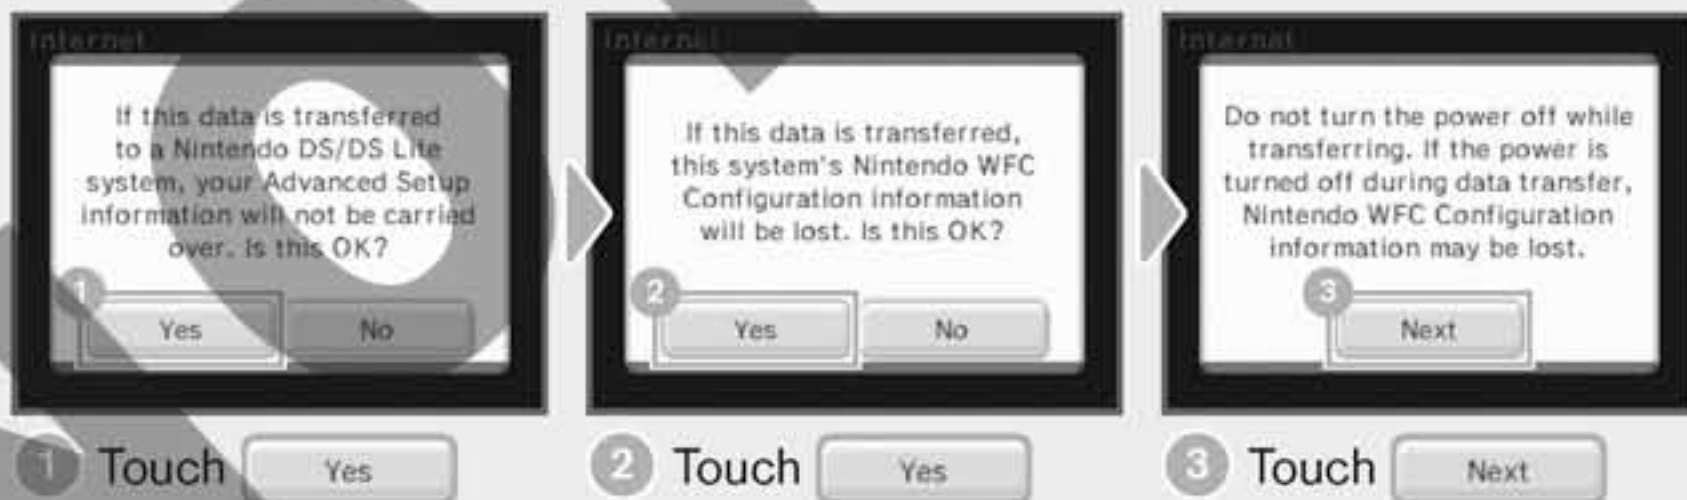 Internet
If this data is transferred
to a Nintendo DS/DS Lite
system, your Advanced Setup
information will not be carried
over. Is this OK?
1
Yes
No
Internet
If this data is transferred,
this system's Nintendo WFC
Configuration information
will be lost. Is this OK?
2
Yes
No
Internet
Do not turn the power off while
transferring. If the power is
turned off during data transfer,
Nintendo WFC Configuration
information may be lost.
3
Next
1 Touch Yes
2 Touch Yes
3 Touch Next